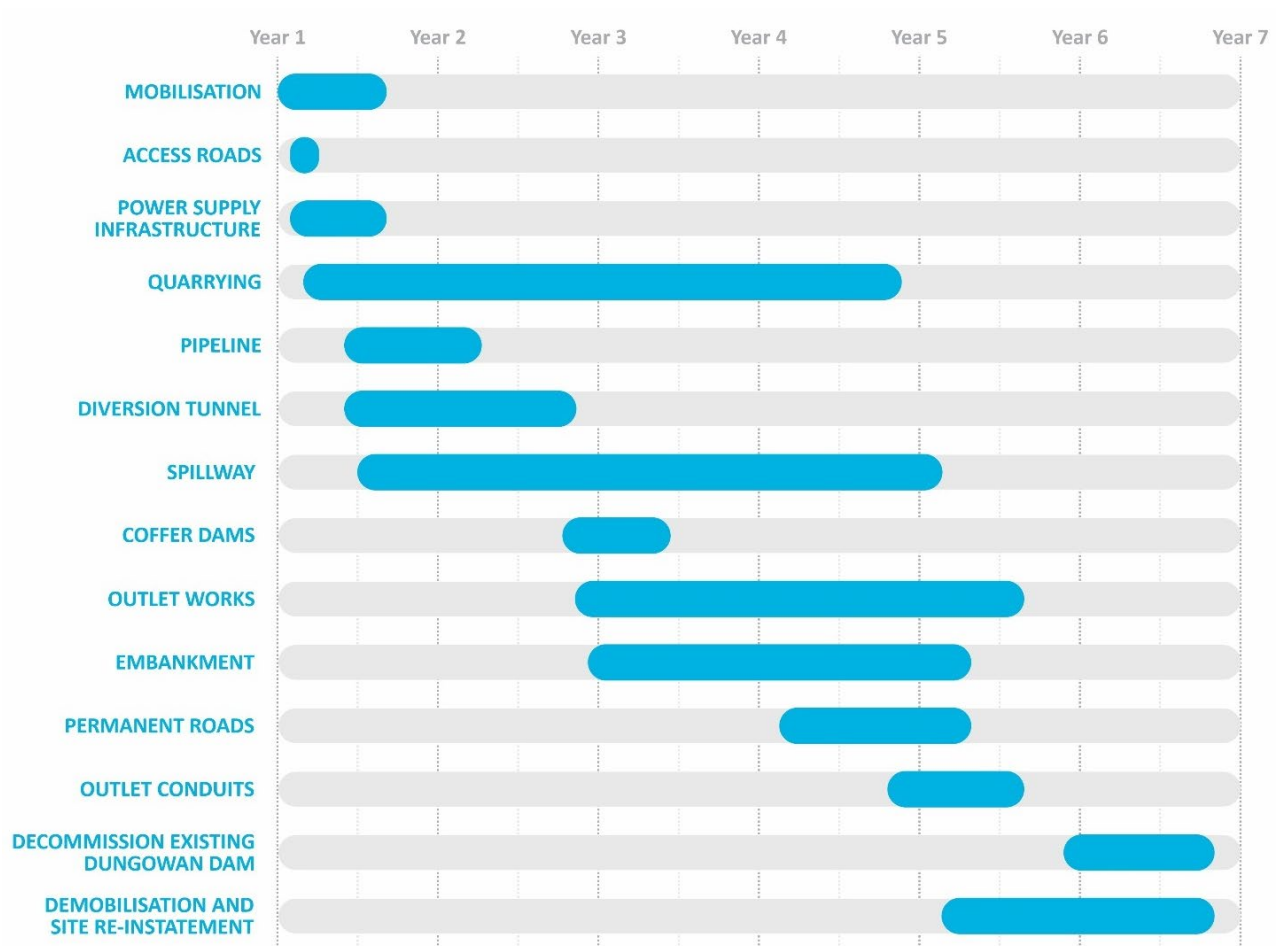 Year 1 Year 2 Year 3 Year 4 Year 5 Year 6 Year 7
MOBILISATION
ACCESS ROADS
POWER SUPPLY
INFRASTRUCTURE
QUARRYING
PIPELINE
DIVERSION TUNNEL
SPILLWAY
COFFER DAMS
OUTLET WORKS
EMBANKMENT
PERMANENT ROADS
OUTLET CONDUITS
DECOMMISSION EXISTING
DUNGOWAN DAM
DEMOBILISATION AND
SITE RE-INSTATEMENT